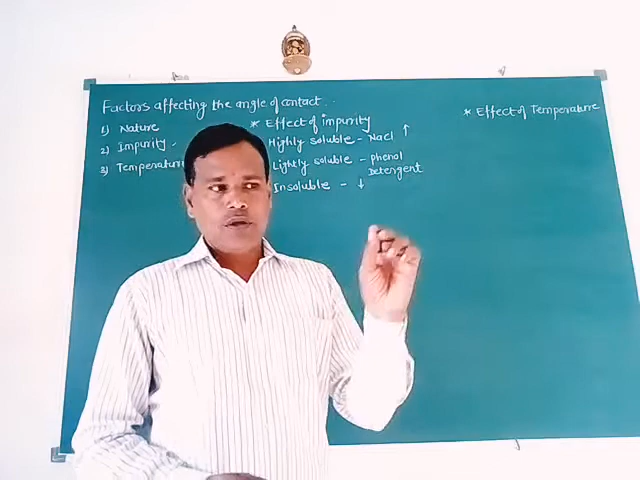 Factors affecting the angle of contact..
1) Nature
2) Impurity -
3) Temperature
* Effect of impurity
Highly soluble - Nacl ↑
Lightly soluble - phenol
Detergent
Insoluble - ↓
* Effect of Temperature